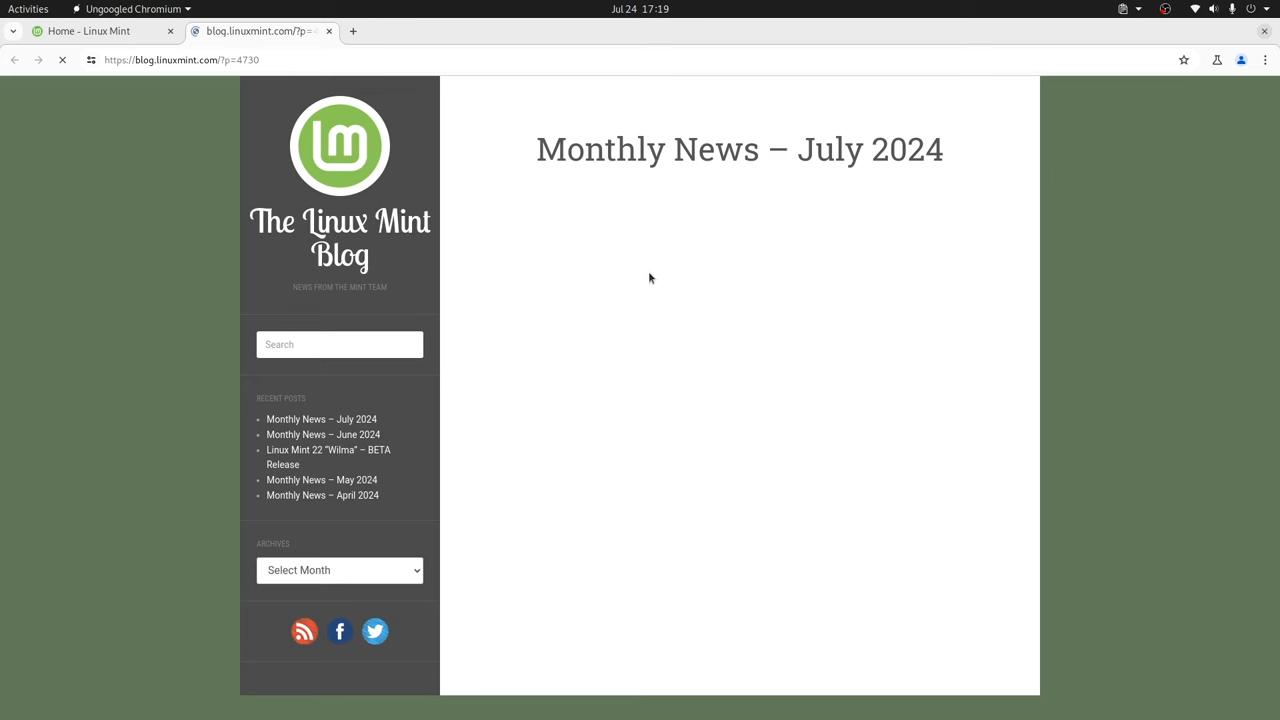 Activities
Ungoogled Chromium
Jul 24 17:19
Home - Linux Mint
blog.linuxmint.com/?p=4
https://blog.linuxmint.com/?p=4730
lm
The Linux Mint
Blog
NEWS FROM THE MINT TEAM
Search
RECENT POSTS
Monthly News – July 2024
Monthly News – June 2024
Linux Mint 22 “Wilma” – BETA
Release
Monthly News – May 2024
Monthly News – April 2024
ARCHIVES
Select Month
Monthly News – July 2024